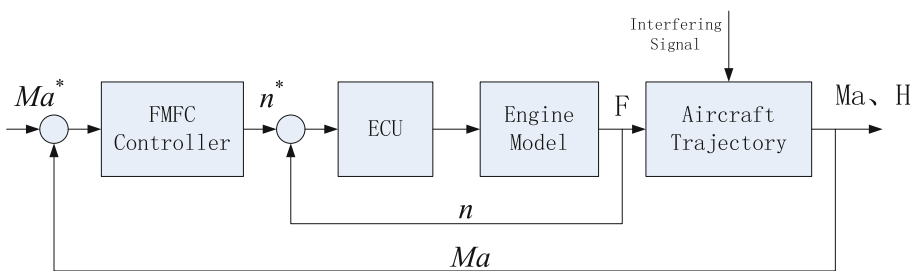 Interfering
Signal
Ma*
FMFC
Controller
n*
ECU
Engine
Model
F
Aircraft
Trajectory
Ma、H
n
Ma